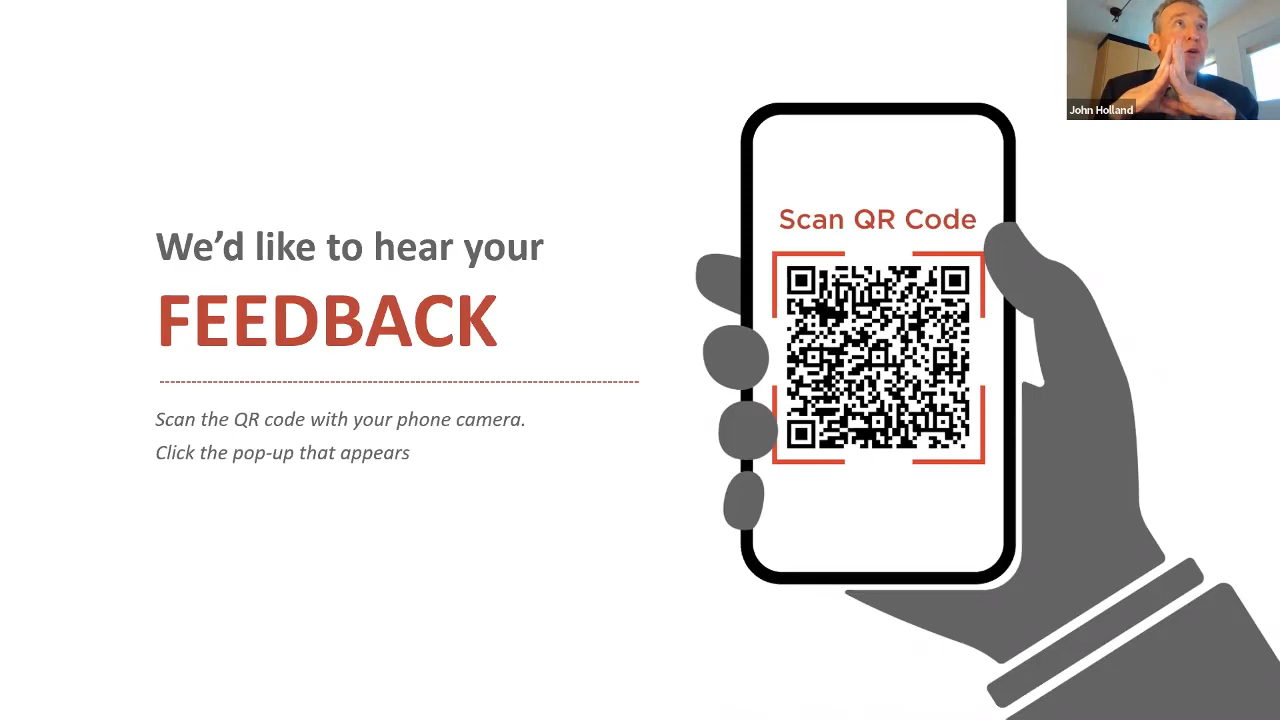 We'd like to hear your
FEEDBACK
Scan the QR code with your phone camera.
Click the pop-up that appears
Scan QR Code
John Holland